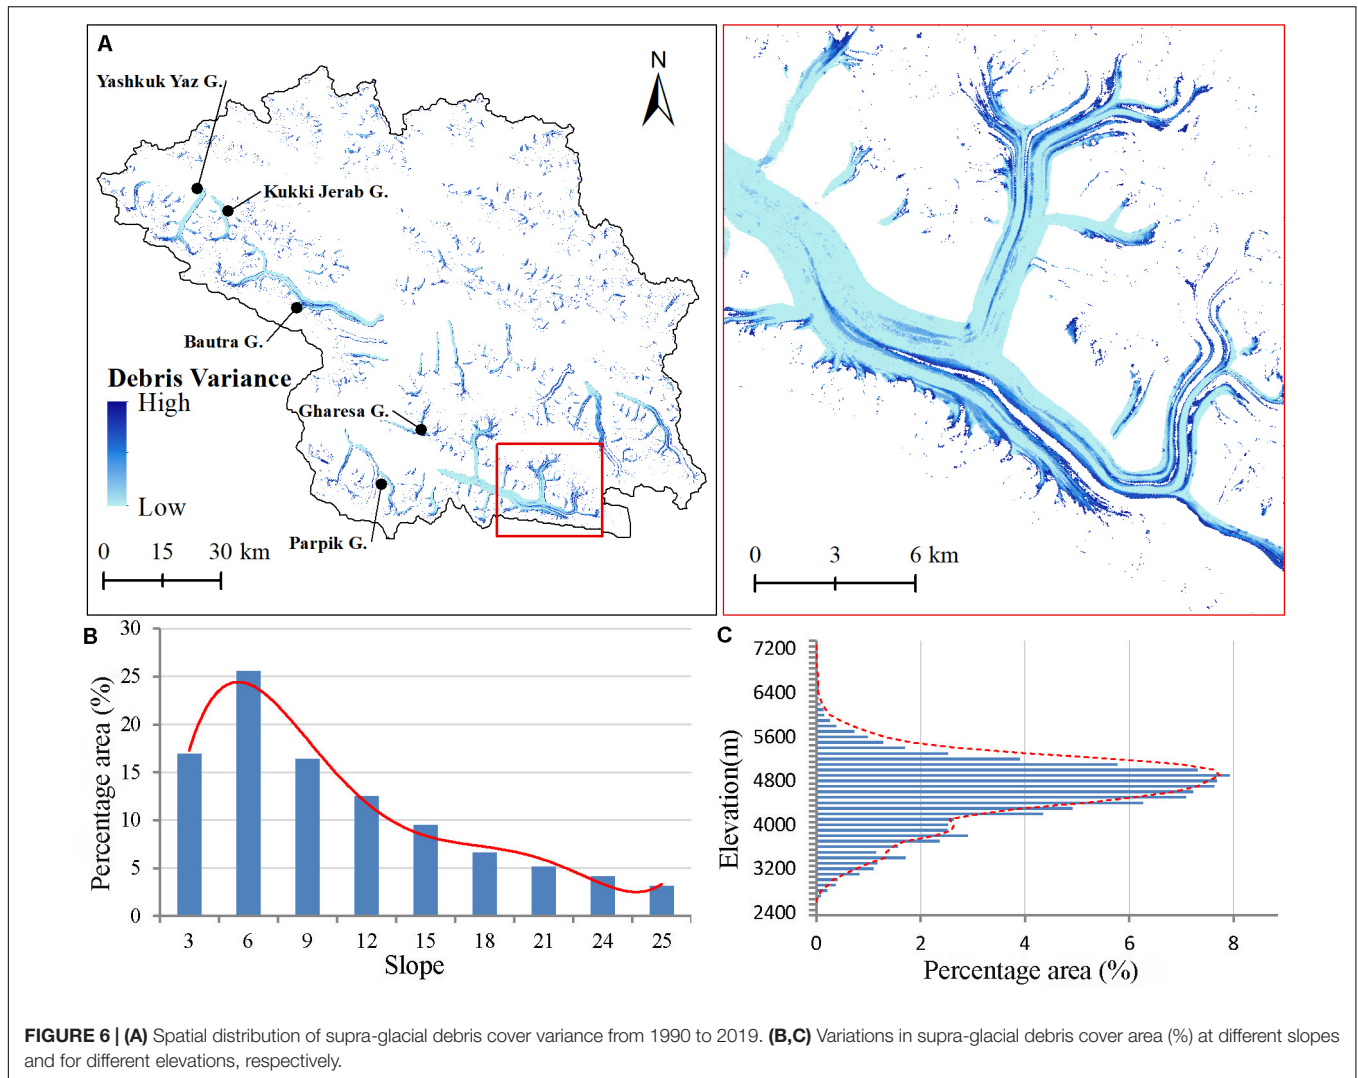 A
N
Yashkuk Yaz G.
Kukki Jerab G.
Bautra G.
Debris Variance
High
Low
Gharesa G.
Parpik G.
0 15 30 km
0 3 6 km
B
Percentage area (%)
30
25
20
15
10
5
0
3 6 9 12 15 18 21 24 25
Slope
C
Elevation(m)
7200
6400
5600
4800
4000
3200
2400
0 2 4 6 8
Percentage area (%)
FIGURE 6 | (A) Spatial distribution of supra-glacial debris cover variance from 1990 to 2019. (B,C) Variations in supra-glacial debris cover area (%) at different slopes
and for different elevations, respectively.